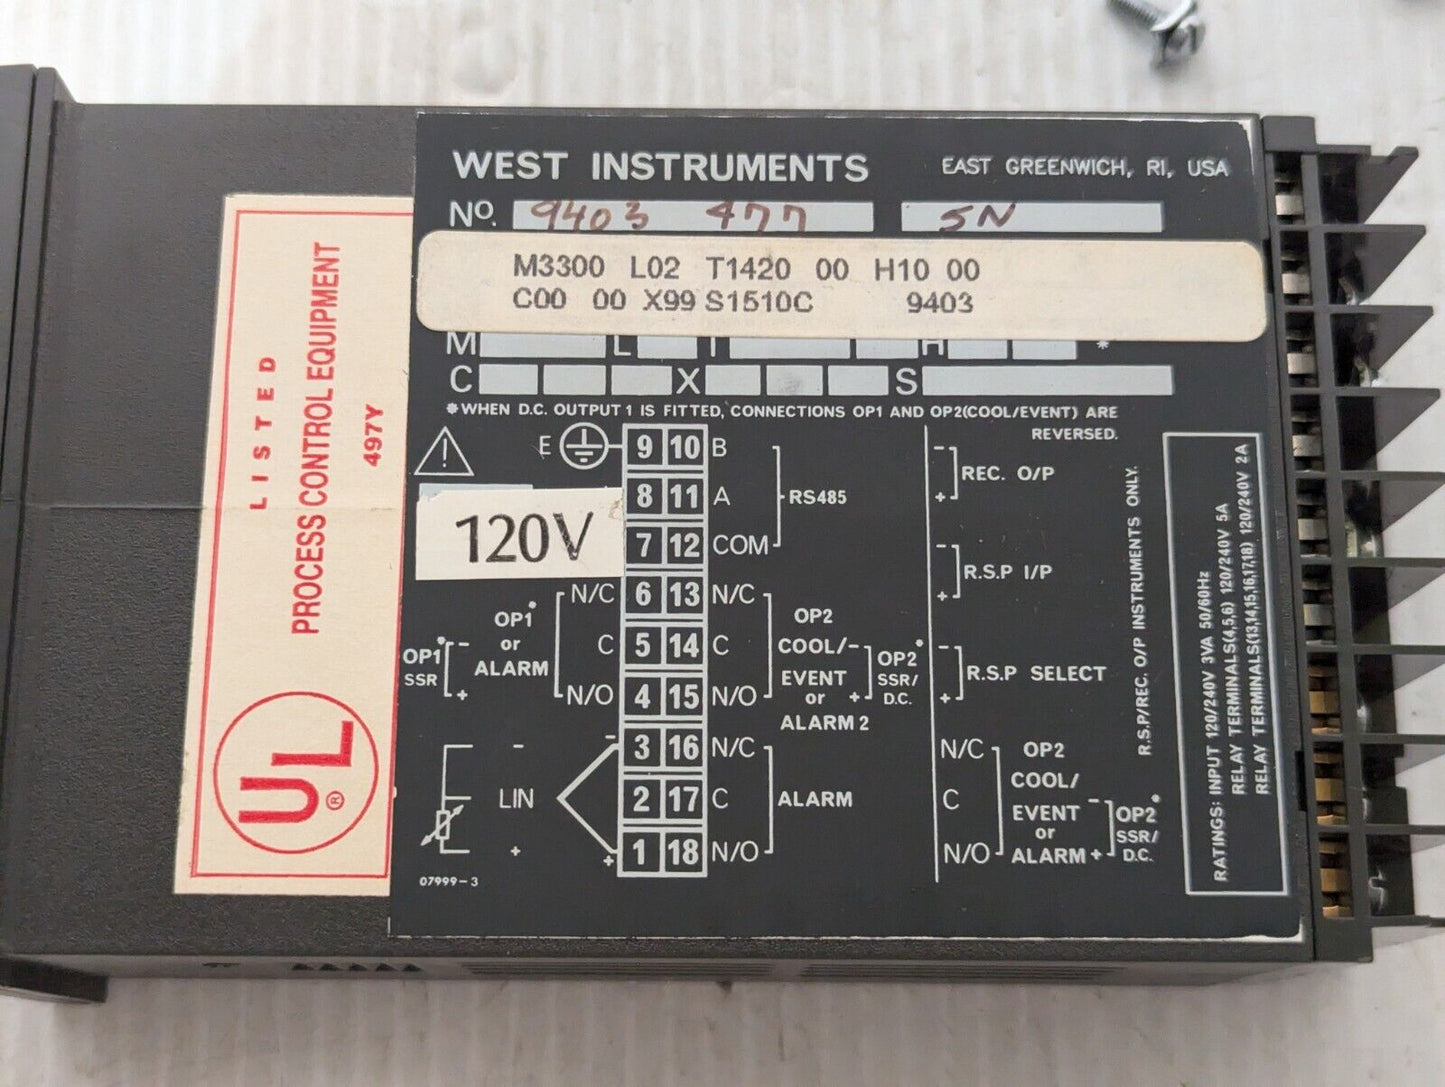 WEST INSTRUMENTS EAST GREENWICH, RI, USA
No. 9403 477 SN
M3300 L02 T1420 00 H10 00
C00 00 X99 S1510C 9403
M L T H *
C X S
*WHEN D.C. OUTPUT 1 IS FITTED, CONNECTIONS OP1 AND OP2(COOL/EVENT) ARE
REVERSED.
E 9 10 B
8 11 A
RS485
120V
7 12 COM
N/C 6 13 N/C
C 5 14 C
N/O 4 15 N/O
OP1*
or
ALARM
OP1*
SSR
-
+
OP2
COOL/
EVENT
or
ALARM 2
-
+
OP2*
SSR/
D.C.
- 3 16 N/C
2 17 C
+ 1 18 N/O
ALARM
-
LIN
+
07999-3
-
REC. O/P
+
-
R.S.P I/P
+
-
R.S.P SELECT
+
N/C
C
N/O
OP2
COOL/
EVENT
or
ALARM
-
+
OP2*
SSR/
D.C.
R.S.P/REC. O/P INSTRUMENTS ONLY.
RATINGS: INPUT 120/240V 3VA 50/60Hz
RELAY TERMINALS(4,5,6) 120/240V 5A
RELAY TERMINALS(13,14,15,16,17,18) 120/240V 2A
LISTED
PROCESS CONTROL EQUIPMENT
497Y
UL
®